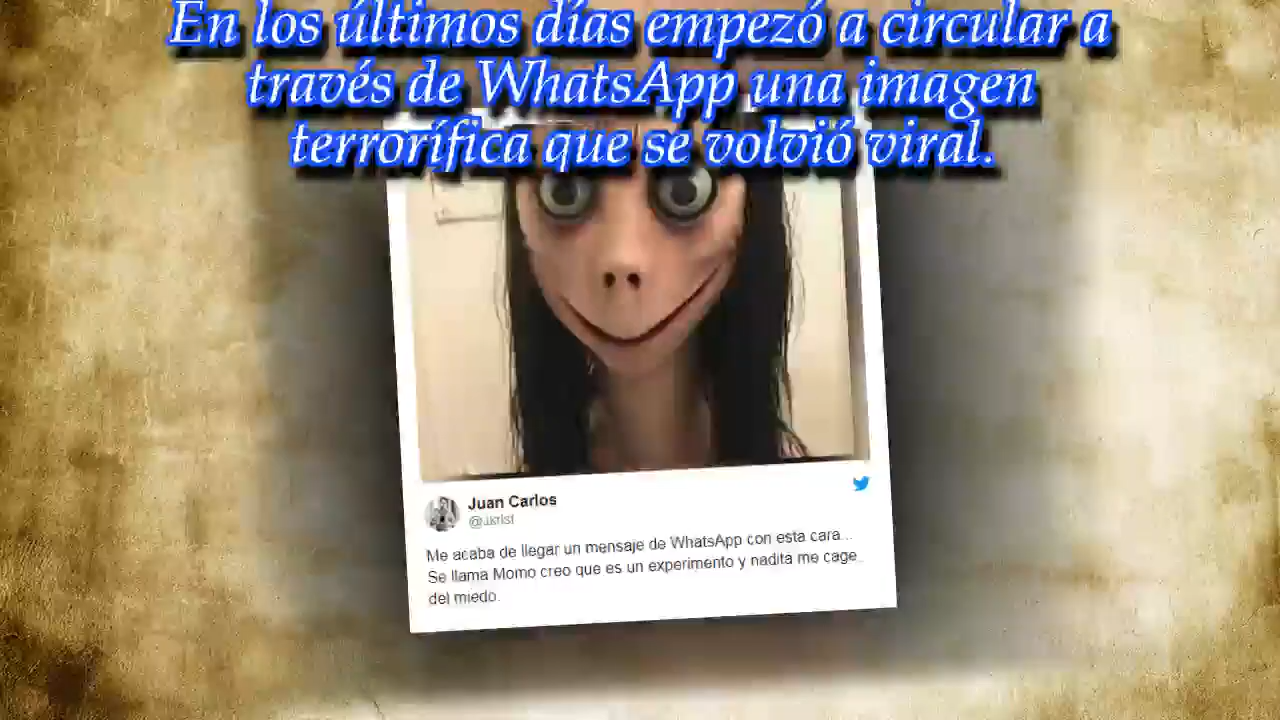 En los últimos días empezó a circular a
través de WhatsApp una imagen
terrorífica que se volvió viral.
Juan Carlos
Me acaba de llegar un mensaje de WhatsApp con esta cara...
Se llama Momo creo que es un experimento y nadita me cage
del miedo.